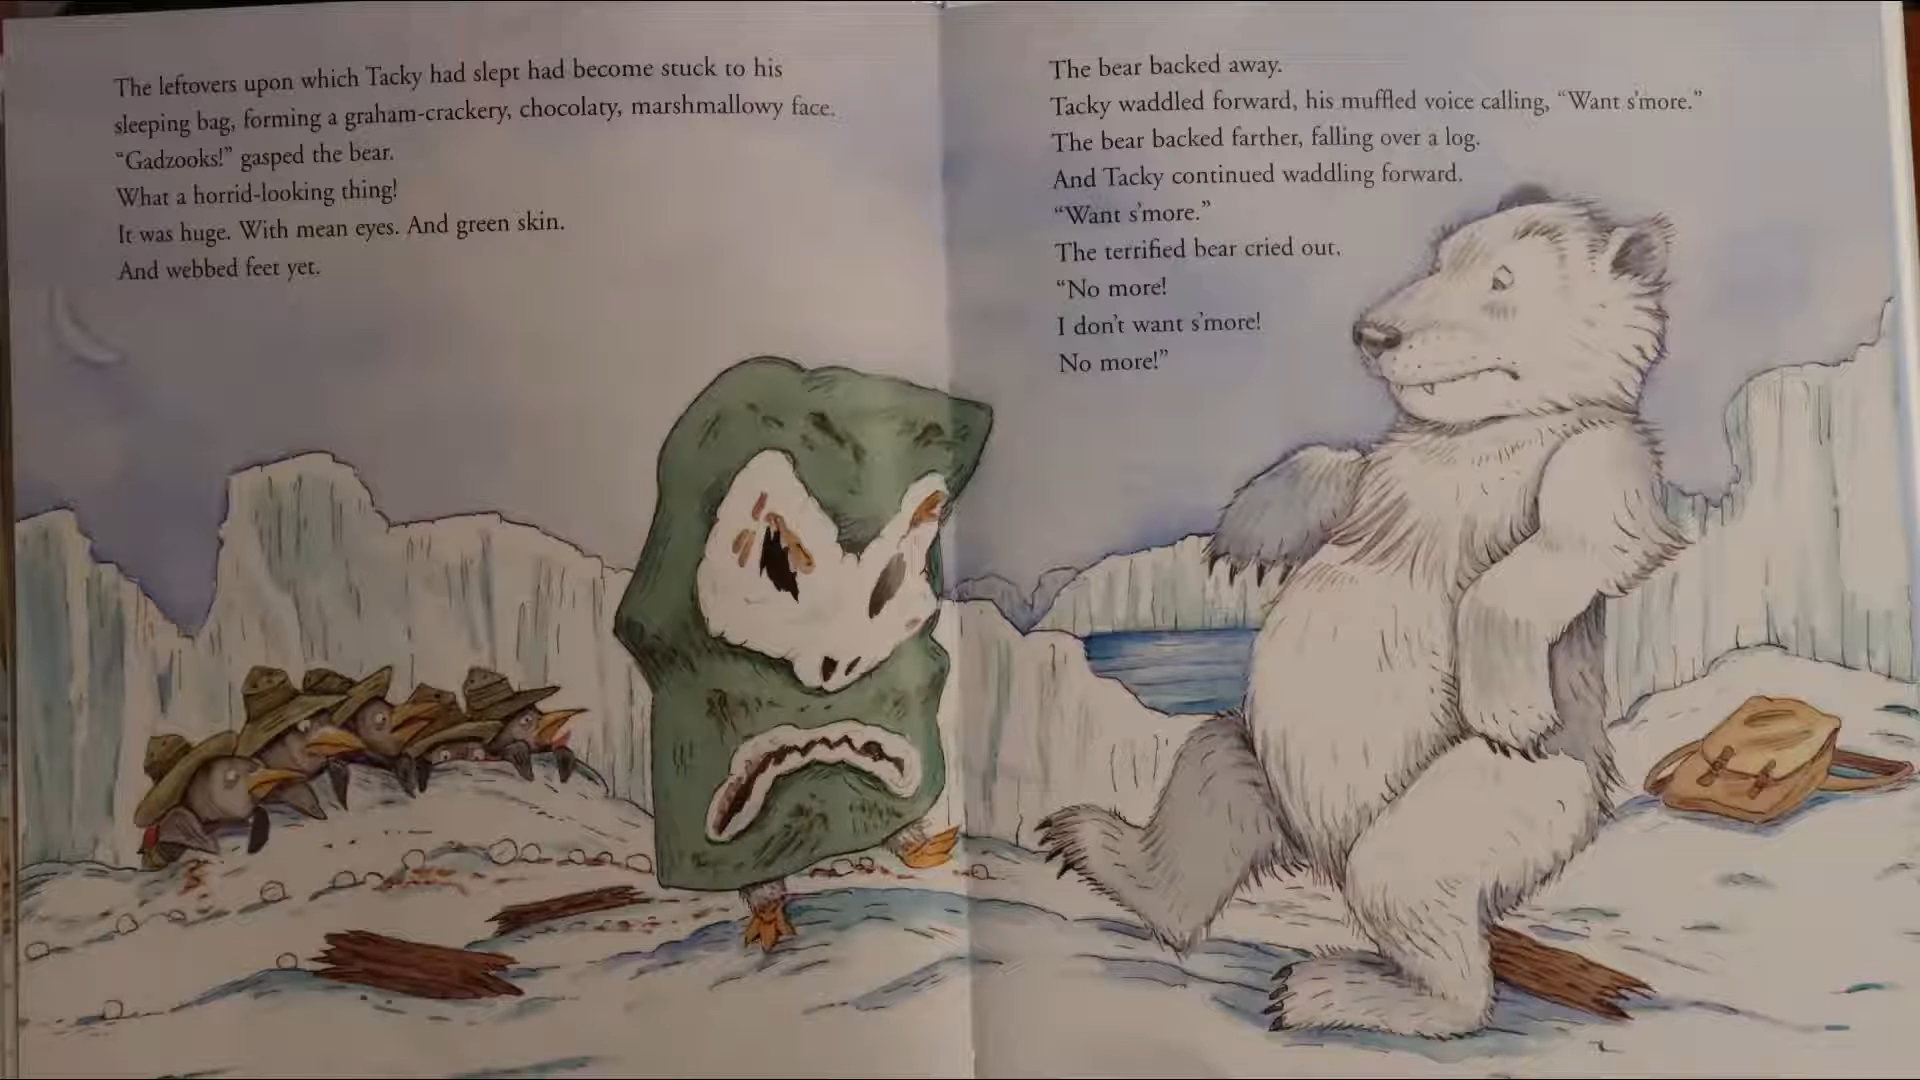 The leftovers upon which Tacky had slept had become stuck to his
sleeping bag, forming a graham-crackery, chocolaty, marshmallowy face.
“Gadzooks!” gasped the bear.
What a horrid-looking thing!
It was huge. With mean eyes. And green skin.
And webbed feet yet.
The bear backed away.
Tacky waddled forward, his muffled voice calling, “Want s’more.”
The bear backed farther, falling over a log.
And Tacky continued waddling forward.
“Want s’more.”
The terrified bear cried out.
“No more!
I don’t want s’more!
No more!”